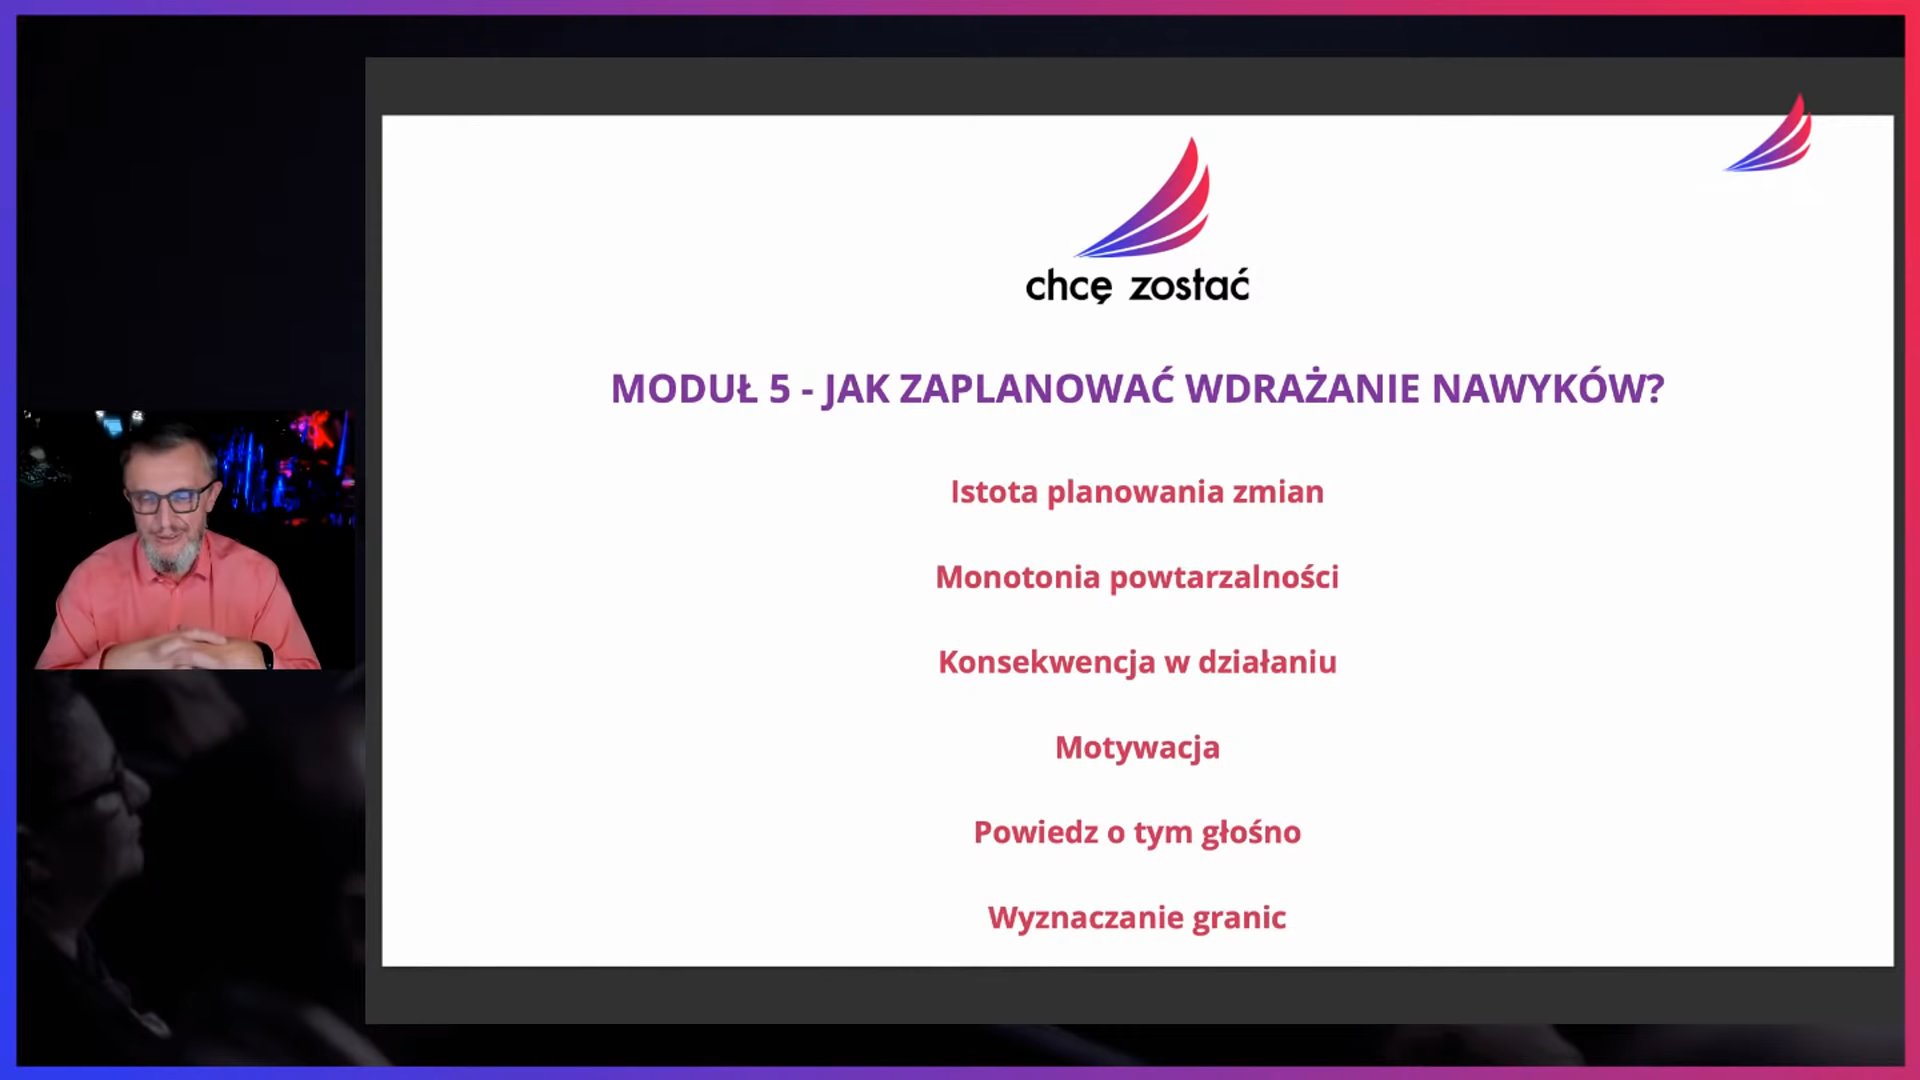 chcę zostać
MODUŁ 5 - JAK ZAPLANOWAĆ WDRAŻANIE NAWYKÓW?
Istota planowania zmian
Monotonia powtarzalności
Konsekwencja w działaniu
Motywacja
Powiedz o tym głośno
Wyznaczanie granic